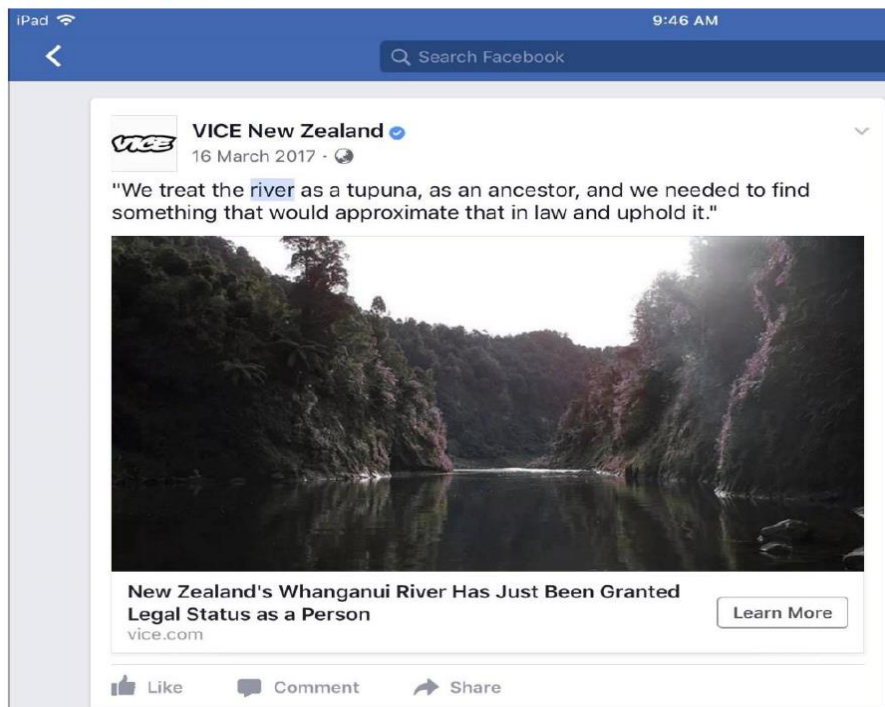 iPad 9:46 AM
Search Facebook
VICE
VICE New Zealand
16 March 2017 ·
"We treat the river as a tupuna, as an ancestor, and we needed to find
something that would approximate that in law and uphold it."
New Zealand's Whanganui River Has Just Been Granted
Legal Status as a Person
Learn More
vice.com
Like Comment Share